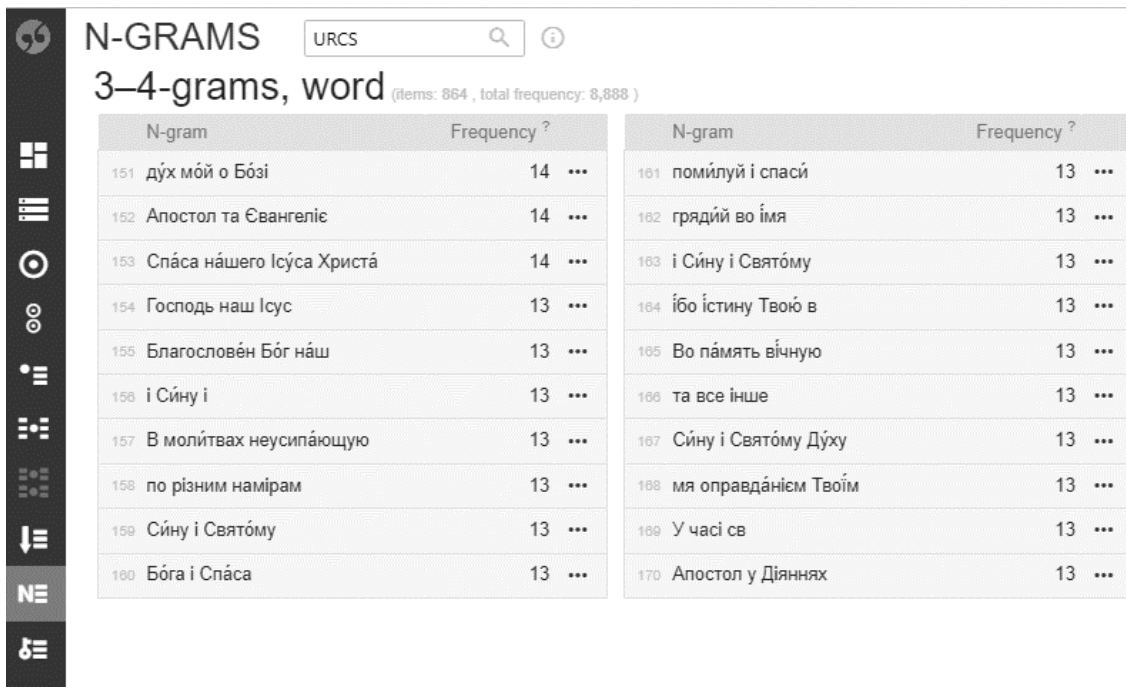 N-GRAMS URCS
3–4-grams, word (items: 864 , total frequency: 8,888 )
N-gram Frequency ?
151 ду́х мо́й о Бо́зі 14
152 Апостол та Євангеліє 14
153 Спа́са на́шего Ісу́са Христа́ 14
154 Господь наш Ісус 13
155 Благослове́н Бо́г на́ш 13
156 і Си́ну і 13
157 В моли́твах неусипа́ющую 13
158 по різним намірам 13
159 Си́ну і Свято́му 13
160 Бо́га і Спа́са 13
N-gram Frequency ?
161 поми́луй і спаси́ 13
162 гряди́й во і́мя 13
163 і Си́ну і Свято́му 13
164 і́бо і́стину Твою́ в 13
165 Во па́мять ві́чную 13
166 та все інше 13
167 Си́ну і Свято́му Ду́ху 13
168 мя оправда́нієм Твої́м 13
169 У часі св 13
170 Апостол у Діяннях 13